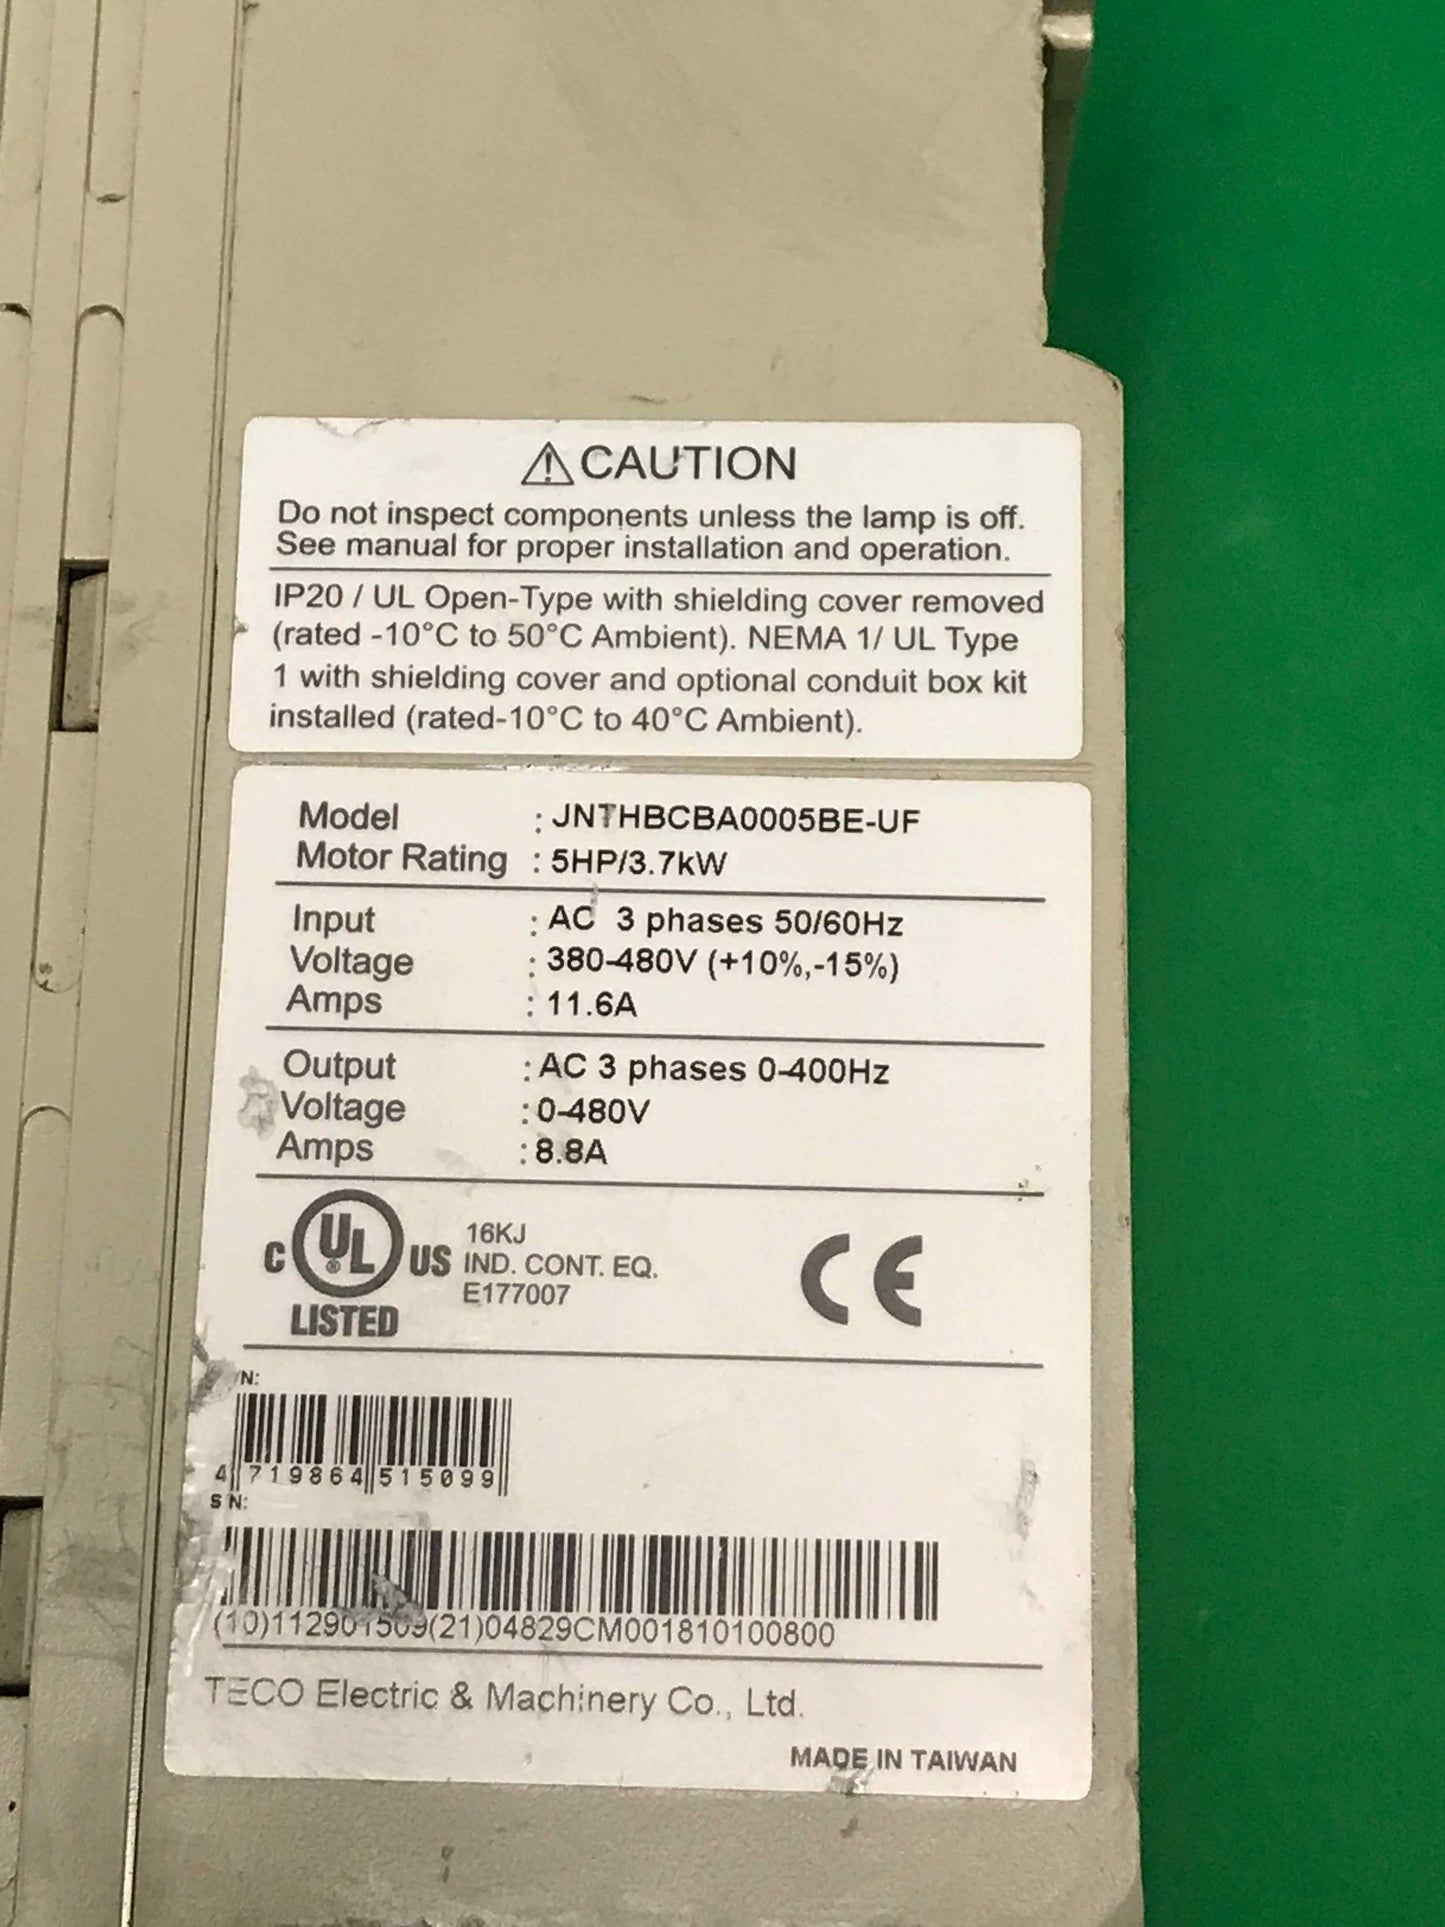 ⚠ CAUTION
Do not inspect components unless the lamp is off.
See manual for proper installation and operation.
IP20 / UL Open-Type with shielding cover removed
(rated -10°C to 50°C Ambient). NEMA 1/ UL Type
1 with shielding cover and optional conduit box kit
installed (rated-10°C to 40°C Ambient).
Model : JNTHBCBA0005BE-UF
Motor Rating : 5HP/3.7kW
Input : AC 3 phases 50/60Hz
Voltage : 380-480V (+10%,-15%)
Amps : 11.6A
Output : AC 3 phases 0-400Hz
Voltage : 0-480V
Amps : 8.8A
C UL ® US
LISTED
16KJ
IND. CONT. EQ.
E177007
CE
/N:
4 719864 515099
S N:
(10)112901509(21)04829CM001810100800
TECO Electric & Machinery Co., Ltd.
MADE IN TAIWAN